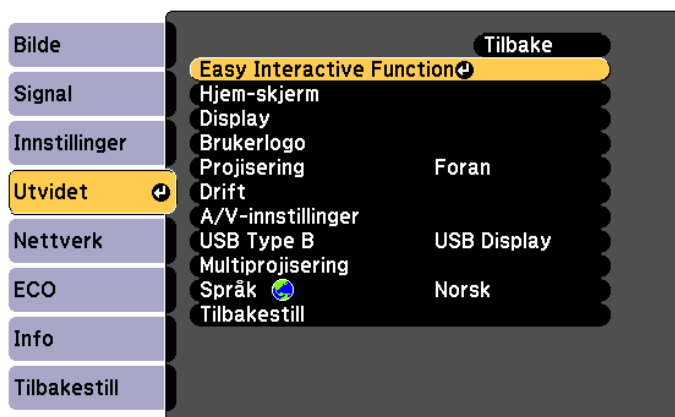 Bilde
Signal
Innstillinger
Utvidet
Nettverk
ECO
Info
Tilbakestill
Tilbake
Easy Interactive Function
Hjem-skjerm
Display
Brukerlogo
Projisering Foran
Drift
A/V-innstillinger
USB Type B USB Display
Multiprojisering
Språk Norsk
Tilbakestill